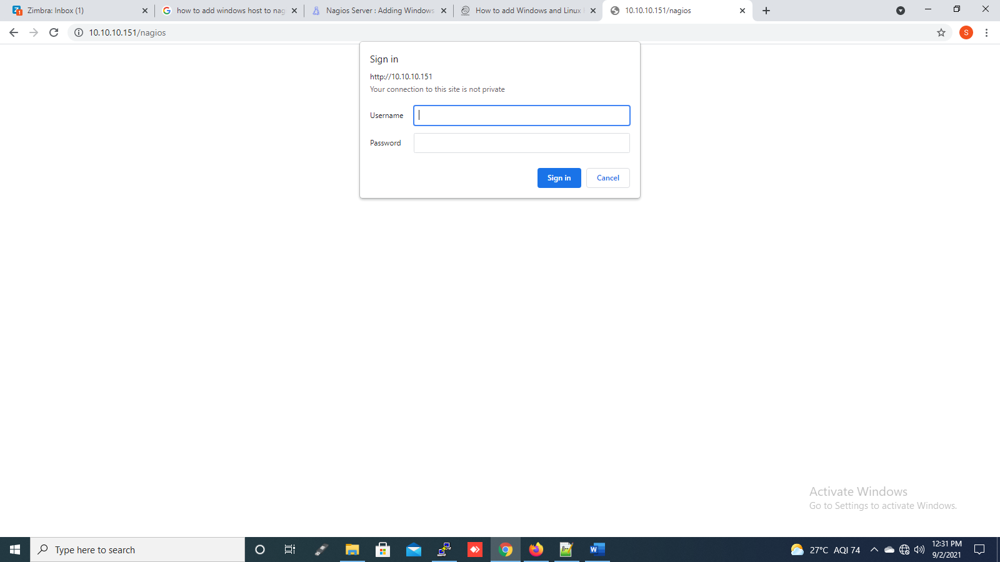 Zimbra: Inbox (1)
how to add windows host to nag
Nagios Server : Adding Windows
How to add Windows and Linux
10.10.10.151/nagios
S
10.10.10.151/nagios
Sign in
http://10.10.10.151
Your connection to this site is not private
Username
Password
Sign in
Cancel
Activate Windows
Go to Settings to activate Windows.
Type here to search
27°C AQI 74
12:31 PM
9/2/2021